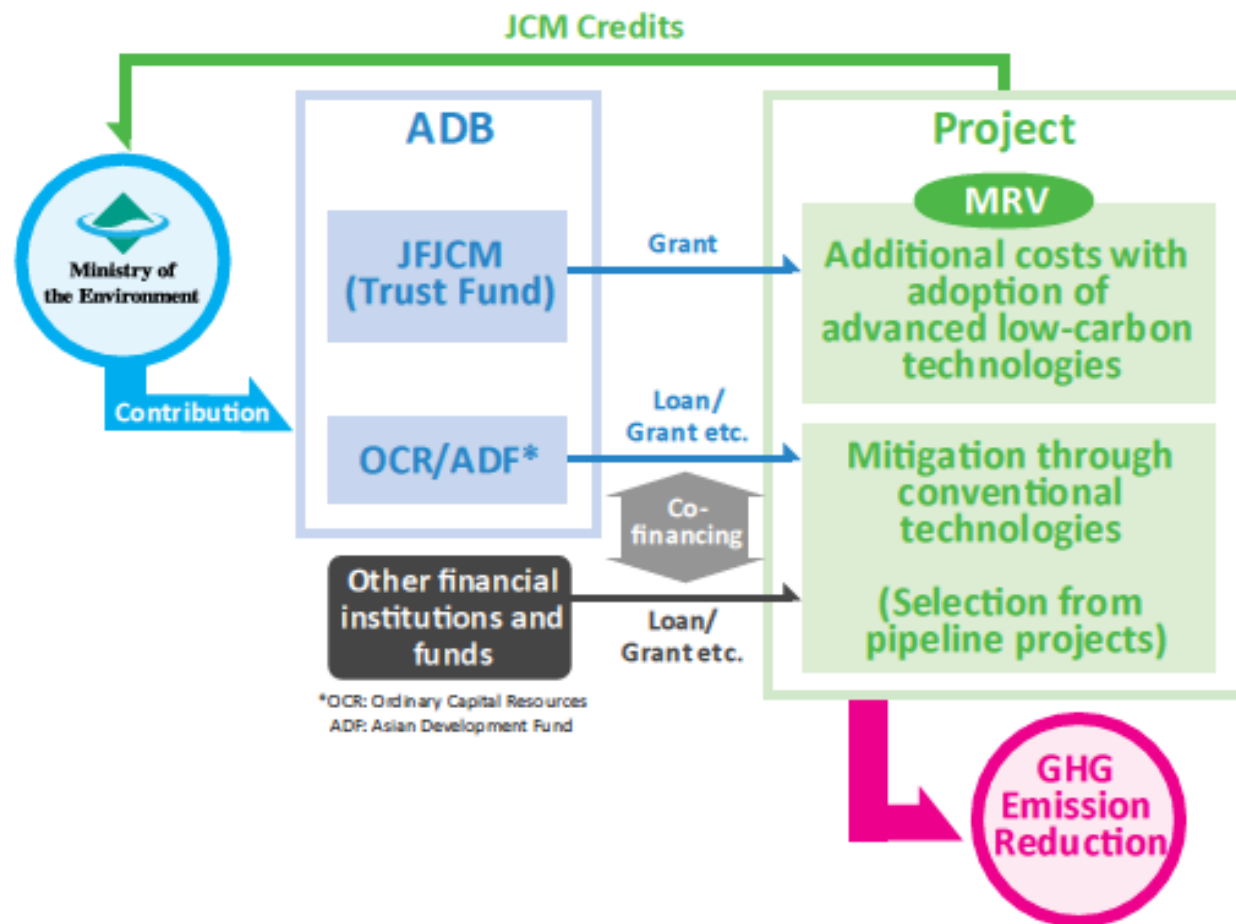 JCM Credits
ADB
Project
Ministry of
the Environment
Contribution
JFJCM
(Trust Fund)
Grant
MRV
Additional costs with
adoption of
advanced low-carbon
technologies
OCR/ADF*
Loan/
Grant etc.
Mitigation through
conventional
technologies
(Selection from
pipeline projects)
Co-
financing
Other financial
institutions and
funds
Loan/
Grant etc.
*OCR: Ordinary Capital Resources
ADF: Asian Development Fund
GHG
Emission
Reduction